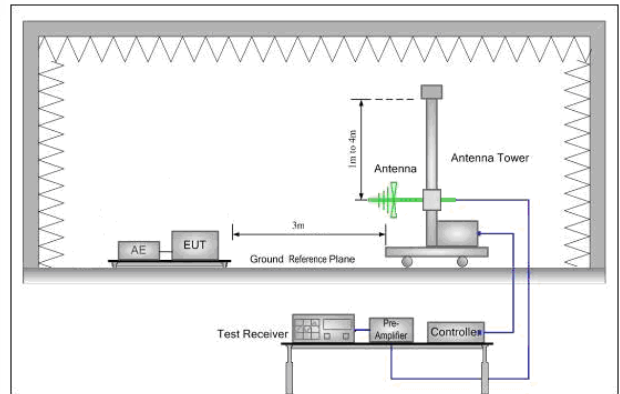 1m to 4m
Antenna
Antenna Tower
3m
AE
EUT
Ground Reference Plane
Test Receiver
Pre-
Amplifier
Controller